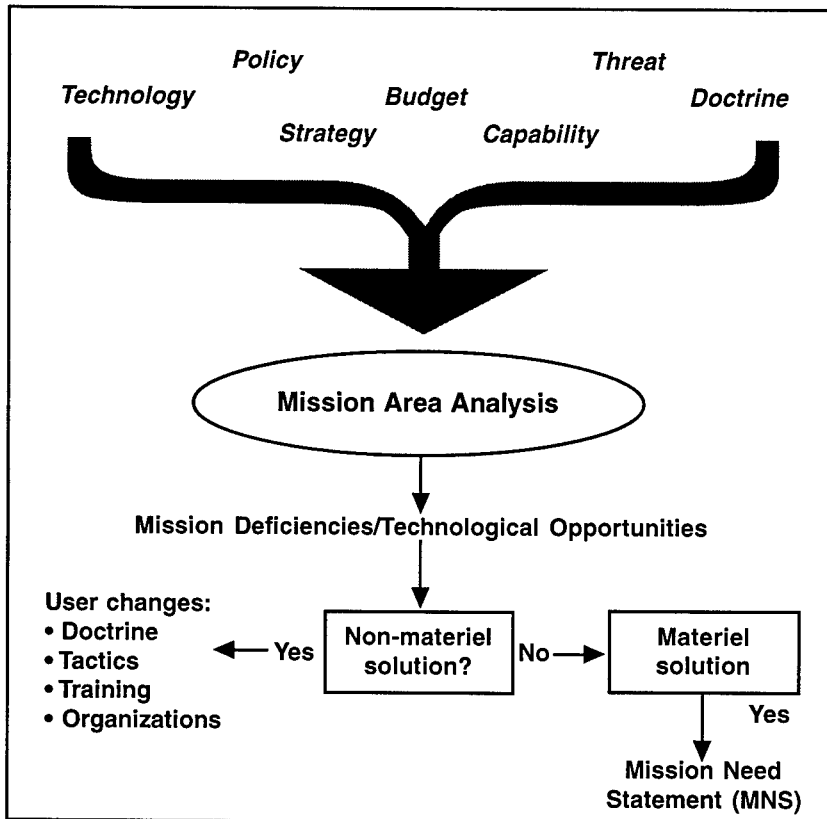 Policy
Threat
Technology
Budget
Doctrine
Strategy
Capability
Mission Area Analysis
Mission Deficiencies/Technological Opportunities
User changes:
• Doctrine
• Tactics
• Training
• Organizations
Yes
Non-materiel
solution?
No
Materiel
solution
Yes
Mission Need
Statement (MNS)